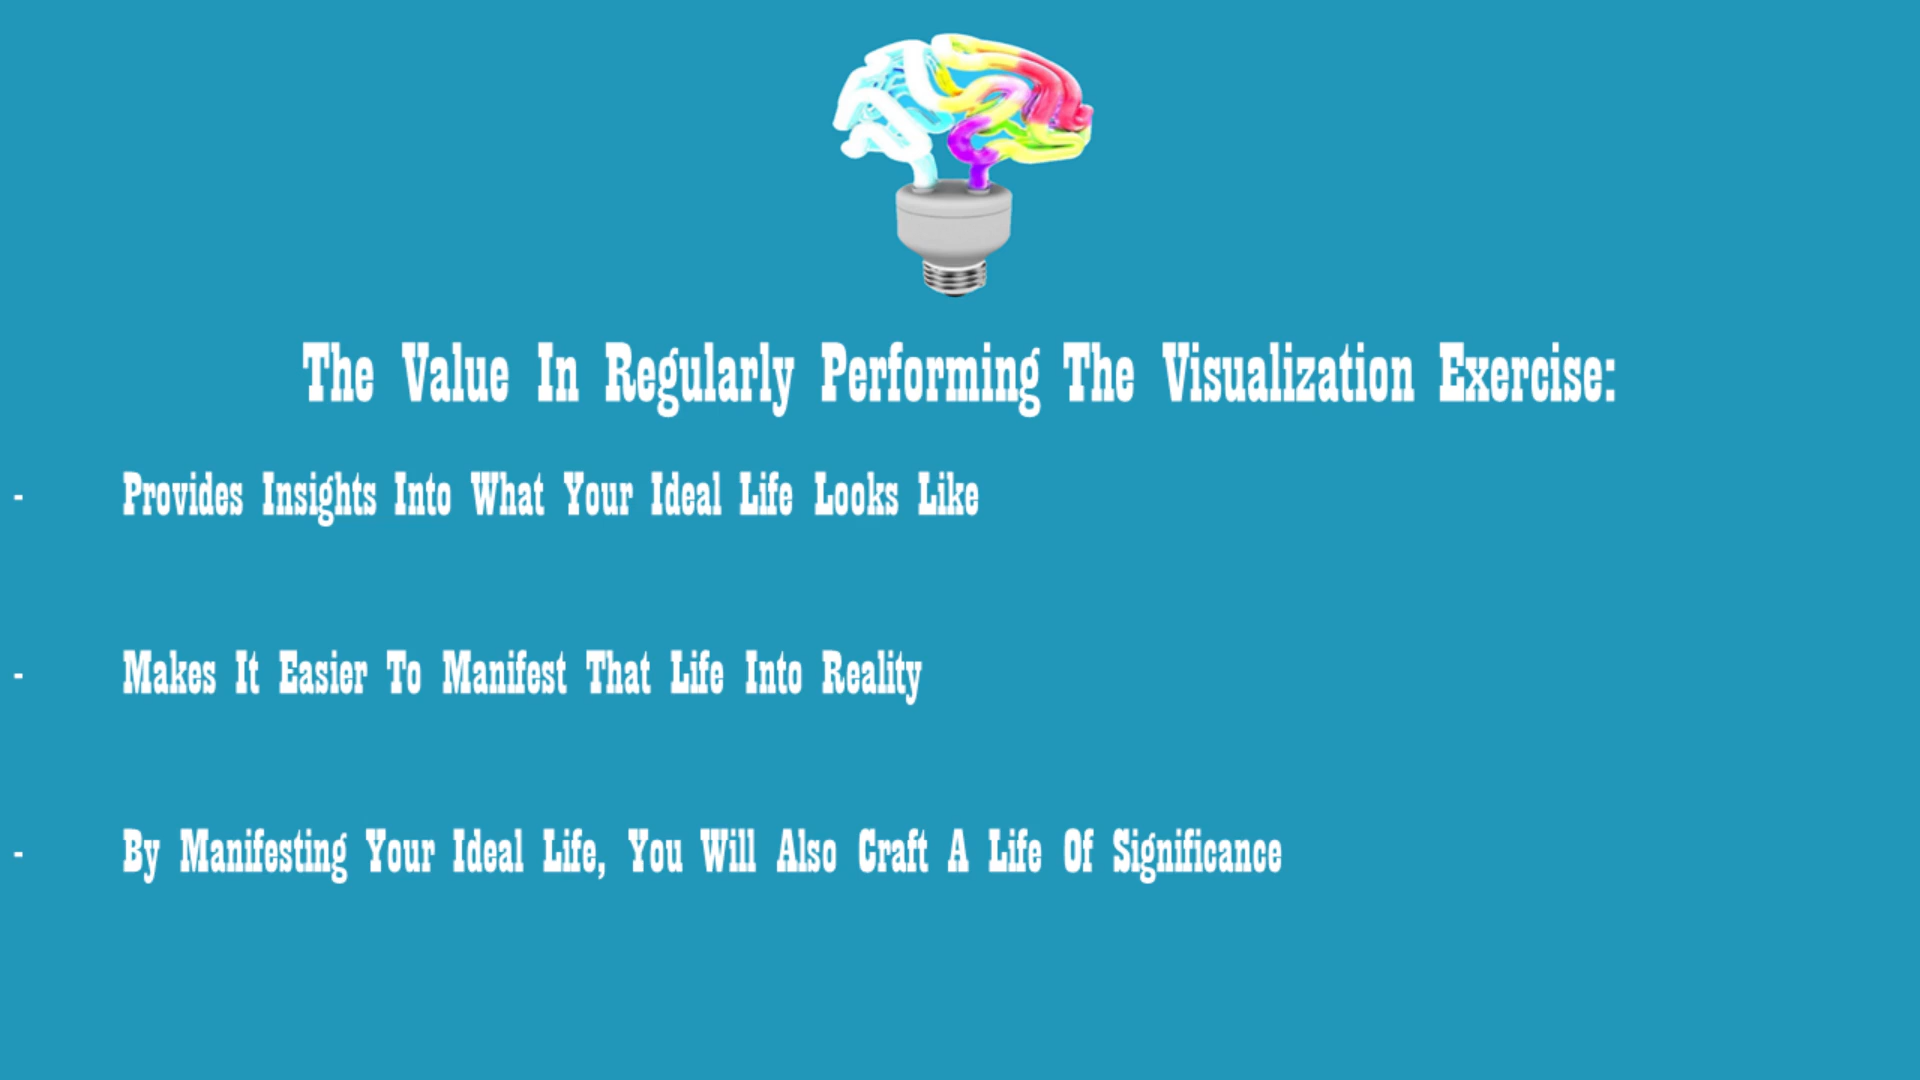 The Value In Regularly Performing The Visualization Exercise:
- Provides Insights Into What Your Ideal Life Looks Like
- Makes It Easier To Manifest That Life Into Reality
- By Manifesting Your Ideal Life, You Will Also Craft A Life Of Significance